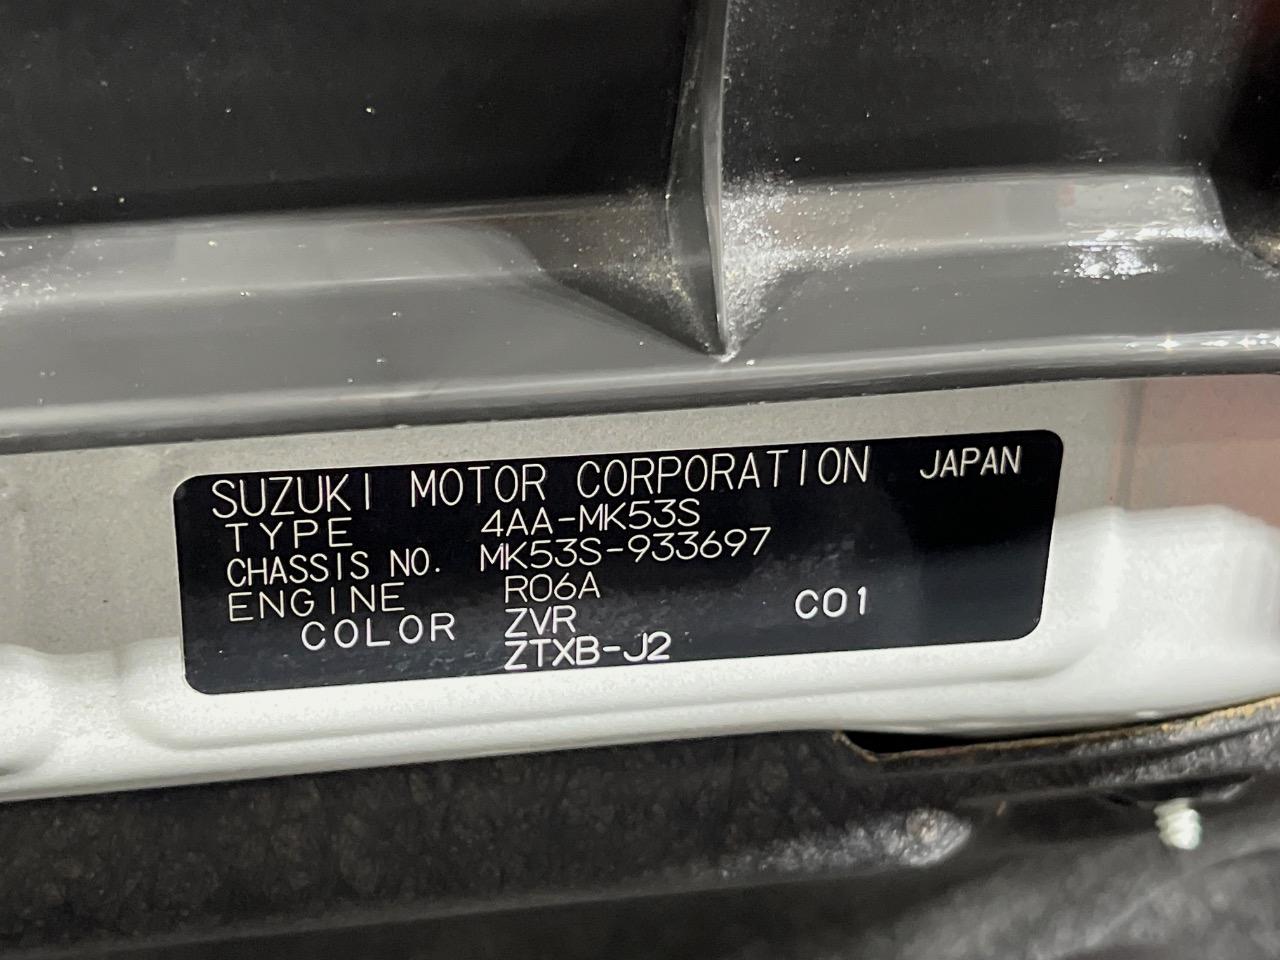 SUZUKI MOTOR CORPORATION JAPAN
TYPE 4AA-MK53S
CHASSIS NO. MK53S-933697
ENGINE R06A
COLOR ZVR C01
ZTXB-J2